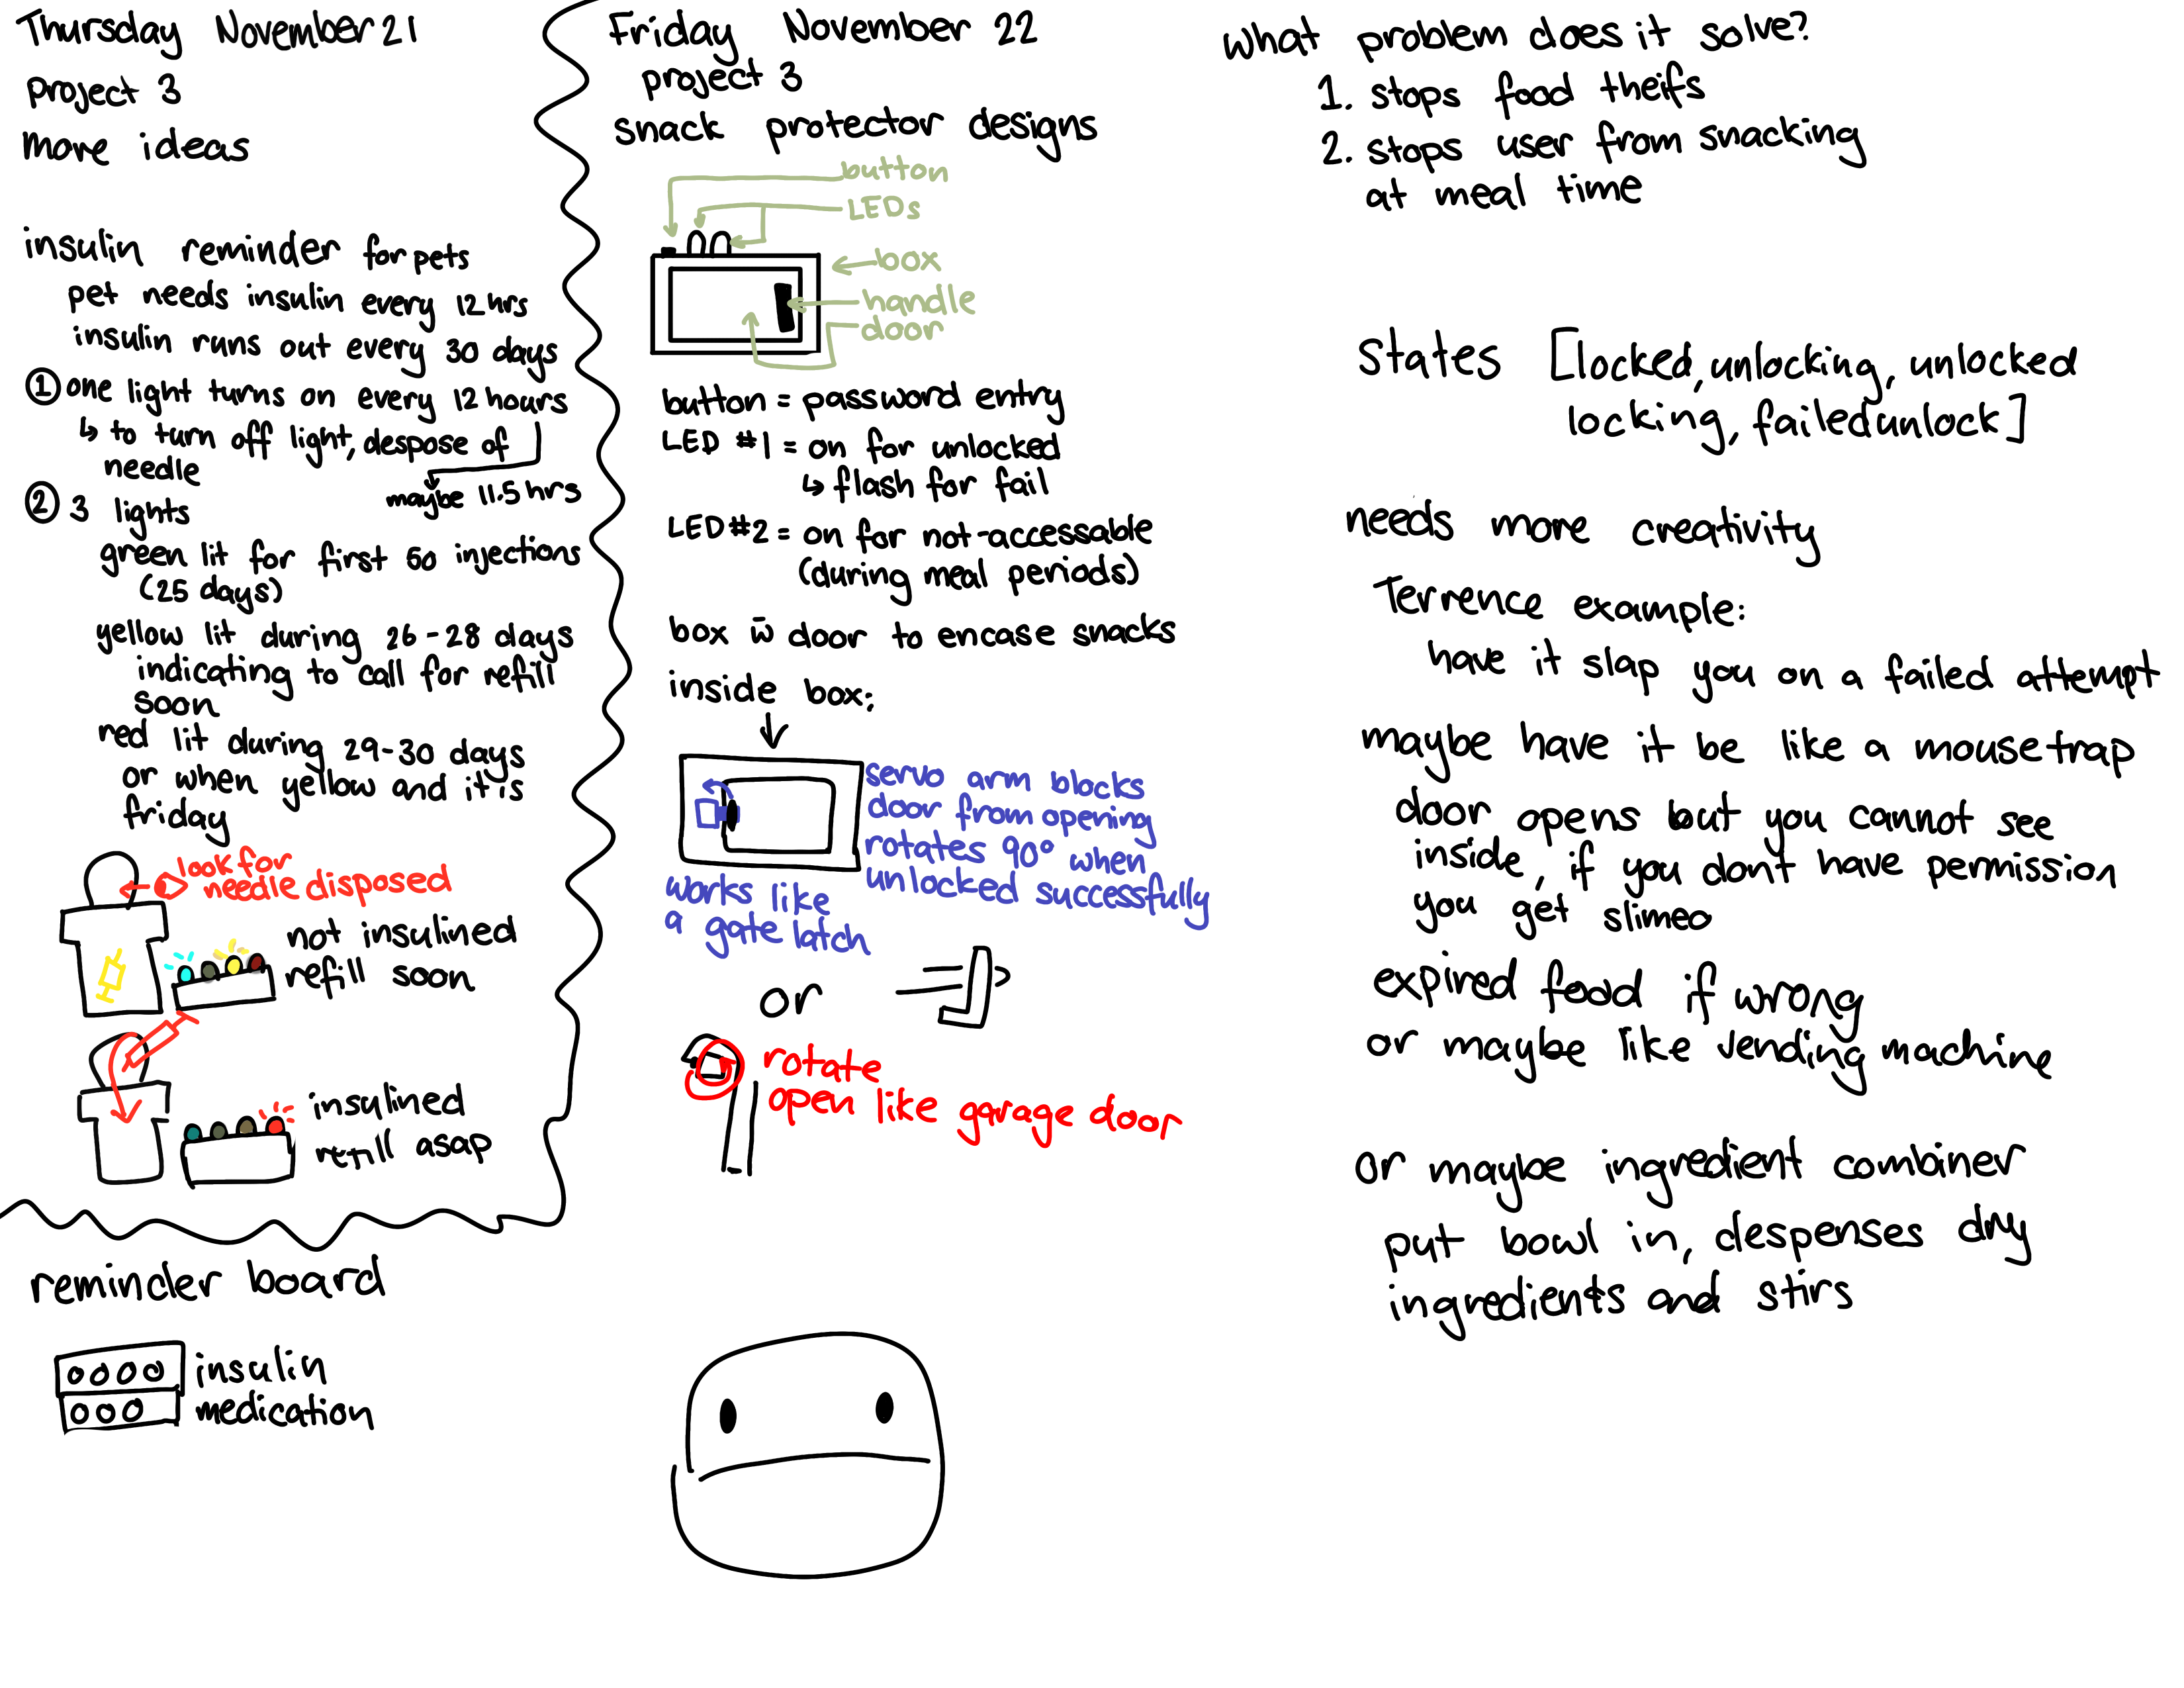 Thursday November 21
project 3
more ideas
insulin reminder for pets
pet needs insulin every 12 hrs
insulin runs out every 30 days
① one light turns on every 12 hours
↳ to turn off light, despose of
needle
maybe 11.5 hrs
② 3 lights
green lit for first 50 injections
(25 days)
yellow lit during 26-28 days
indicating to call for refill
soon
red lit during 29-30 days
or when yellow and it is
friday
look for
needle disposed
not insulined
refill soon
insulined
refill asap
reminder board
insulin
medication
Friday November 22
project 3
snack protector designs
button
LEDs
box
handle
door
button = password entry
LED #1 = on for unlocked
↳ flash for fail
LED #2 = on for not-accessable
(during meal periods)
box w̄ door to encase snacks
inside box:
servo arm blocks
door from opening
rotates 90° when
unlocked successfully
works like
a gate latch
or
rotate
open like garage door
what problem does it solve?
1. stops food theifs
2. stops user from snacking
at meal time
States [locked, unlocking, unlocked
locking, failedunlock]
needs more creativity
Terrence example:
have it slap you on a failed attempt
maybe have it be like a mousetrap
door opens but you cannot see
inside, if you dont have permission
you get slimed
expired food if wrong
or maybe like vending machine
or maybe ingredient combiner
put bowl in, despenses dry
ingredients and stirs